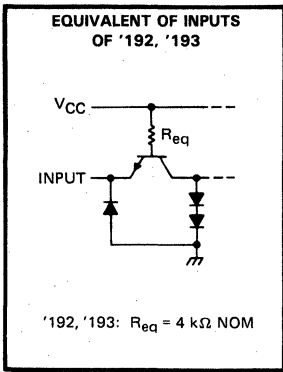 EQUIVALENT OF INPUTS
OF '192, '193
VCC
Req
INPUT
'192, '193: Req = 4 kΩ NOM